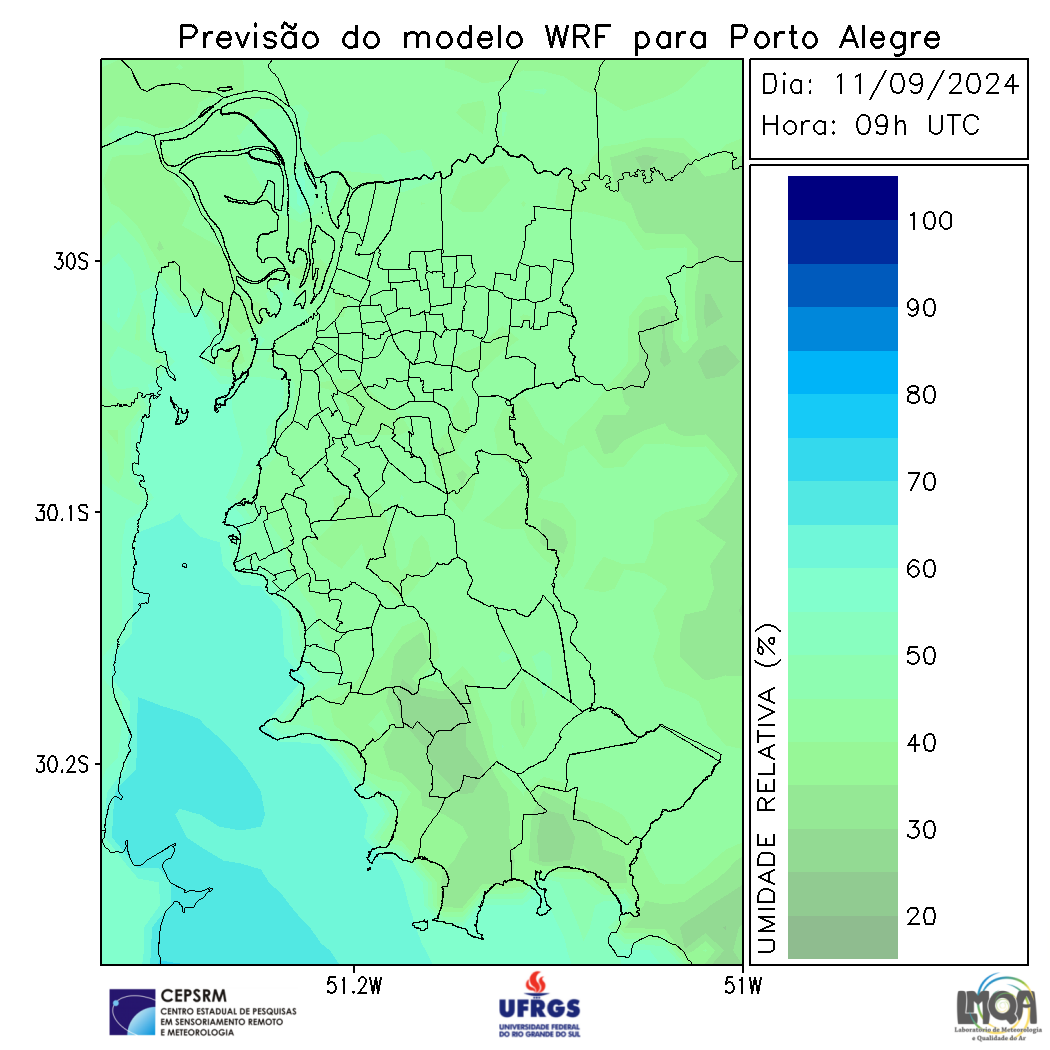 Previsão do modelo WRF para Porto Alegre
Dia: 11/09/2024
Hora: 09h UTC
30S
30.1S
30.2S
51.2W
51W
100
90
80
70
60
50
40
30
20
UMIDADE RELATIVA (%)
CEPSRM
CENTRO ESTADUAL DE PESQUISAS
EM SENSORIAMENTO REMOTO
E METEOROLOGIA
UFRGS
UNIVERSIDADE FEDERAL
DO RIO GRANDE DO SUL
LMQA
Laboratório de Meteorologia
e Qualidade do Ar